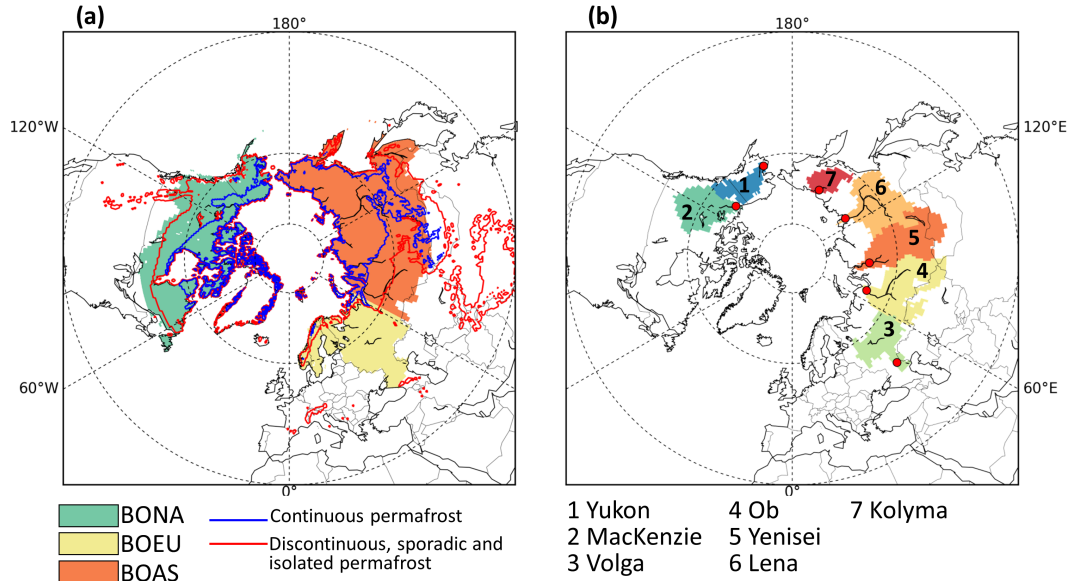 (a)
(b)
180°
180°
120°W
120°E
1
2
7
6
5
4
3
60°W
60°E
0°
0°
BONA
BOEU
BOAS
Continuous permafrost
Discontinuous, sporadic and
isolated permafrost
1 Yukon
2 MacKenzie
3 Volga
4 Ob
5 Yenisei
6 Lena
7 Kolyma